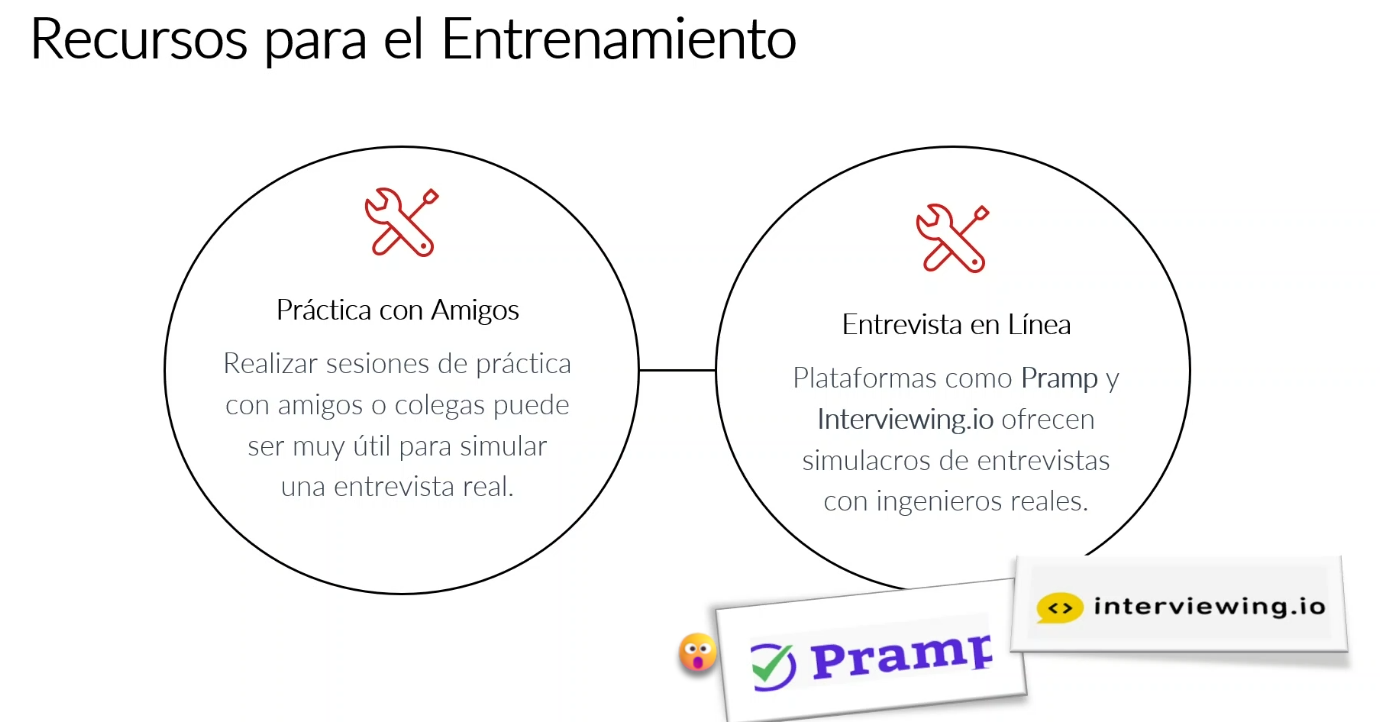 Recursos para el Entrenamiento
Práctica con Amigos
Realizar sesiones de práctica
con amigos o colegas puede
ser muy útil para simular
una entrevista real.
Entrevista en Línea
Plataformas como Pramp y
Interviewing.io ofrecen
simulacros de entrevistas
con ingenieros reales.
Pramp
interviewing.io